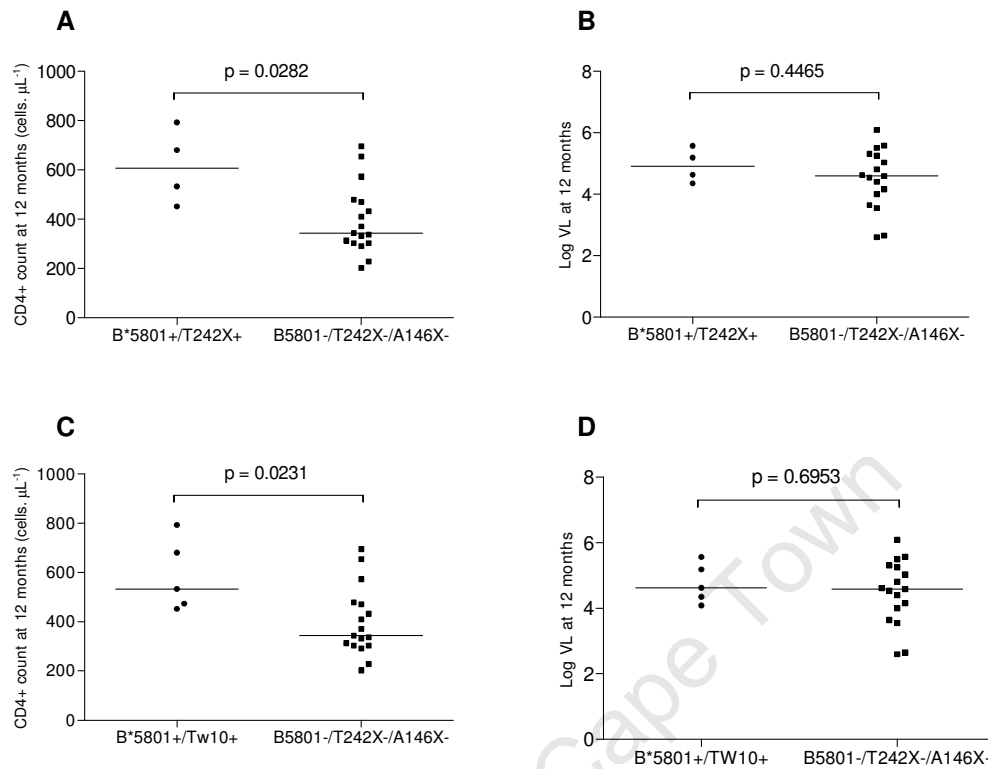 A
B
p = 0.0282
p = 0.4465
CD4+ count at 12 months (cells. µL⁻¹)
1000
800
600
400
200
0
B*5801+/T242X+
B5801-/T242X-/A146X-
Log VL at 12 months
8
6
4
2
0
B*5801+/T242X+
B5801-/T242X-/A146X-
C
D
p = 0.0231
p = 0.6953
CD4+ count at 12 months (cells. µL⁻¹)
1000
800
600
400
200
0
B*5801+/Tw10+
B5801-/T242X-/A146X-
Log VL at 12 months
8
6
4
2
0
B*5801+/TW10+
B5801-/T242X-/A146X-
Cape Town